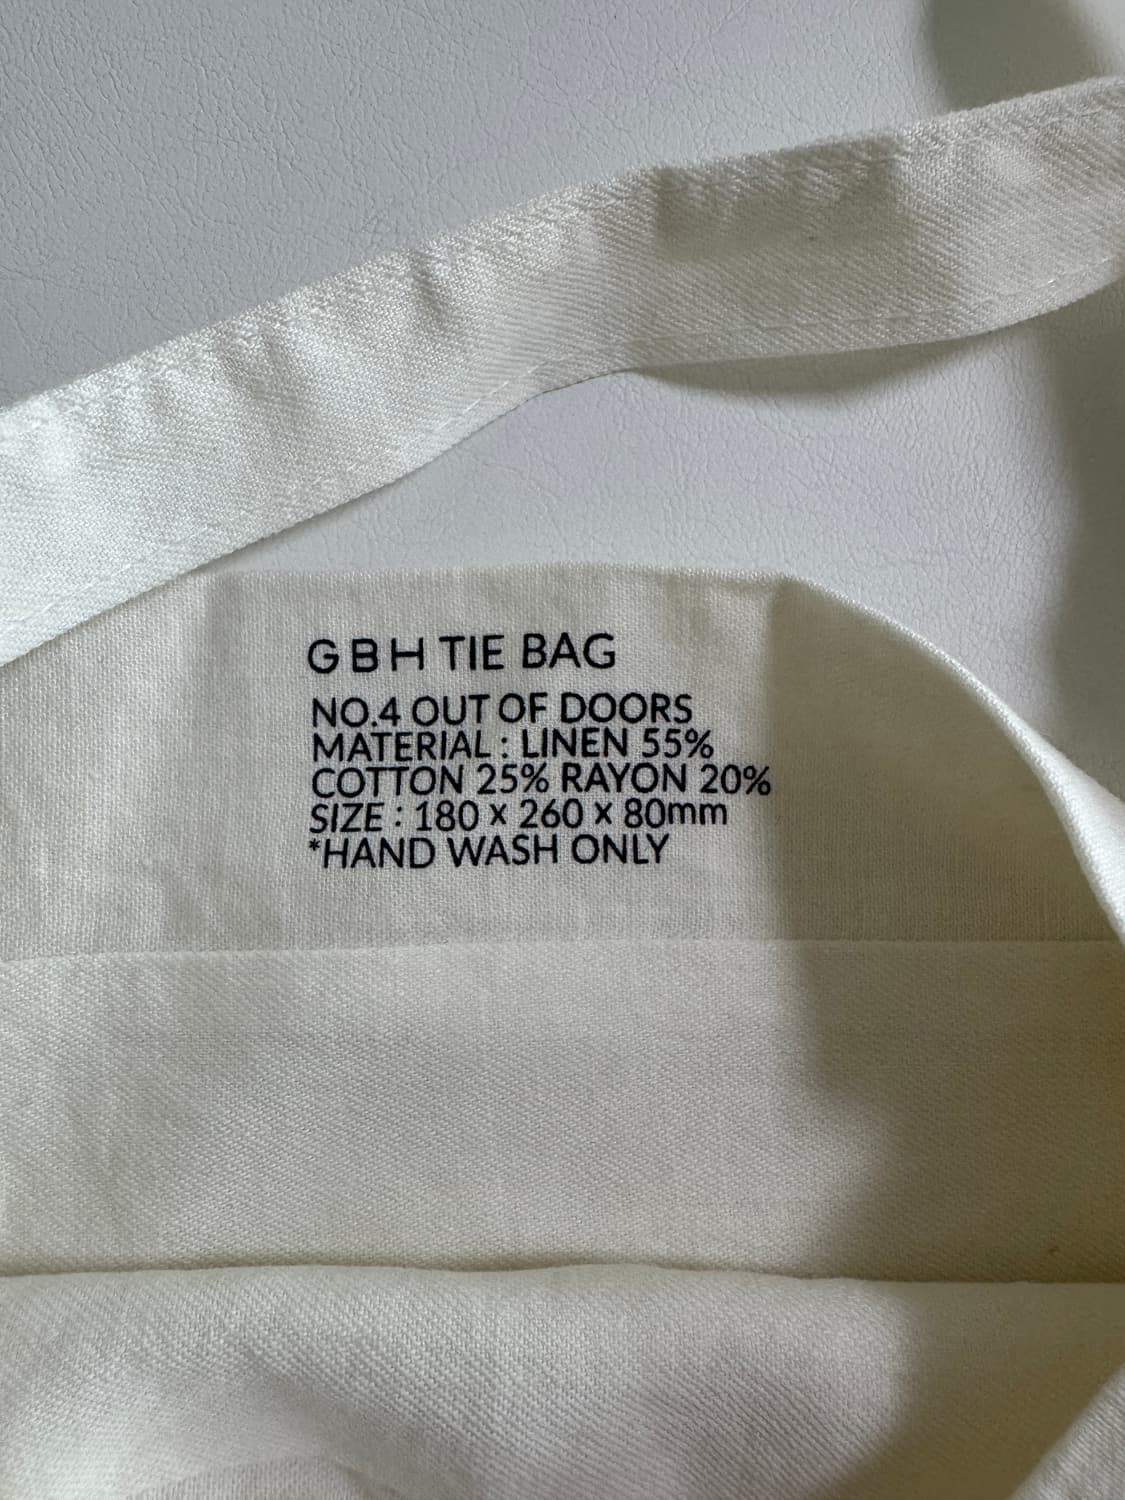 GBH TIE BAG
NO.4 OUT OF DOORS
MATERIAL : LINEN 55%
COTTON 25% RAYON 20%
SIZE : 180 x 260 x 80mm
*HAND WASH ONLY